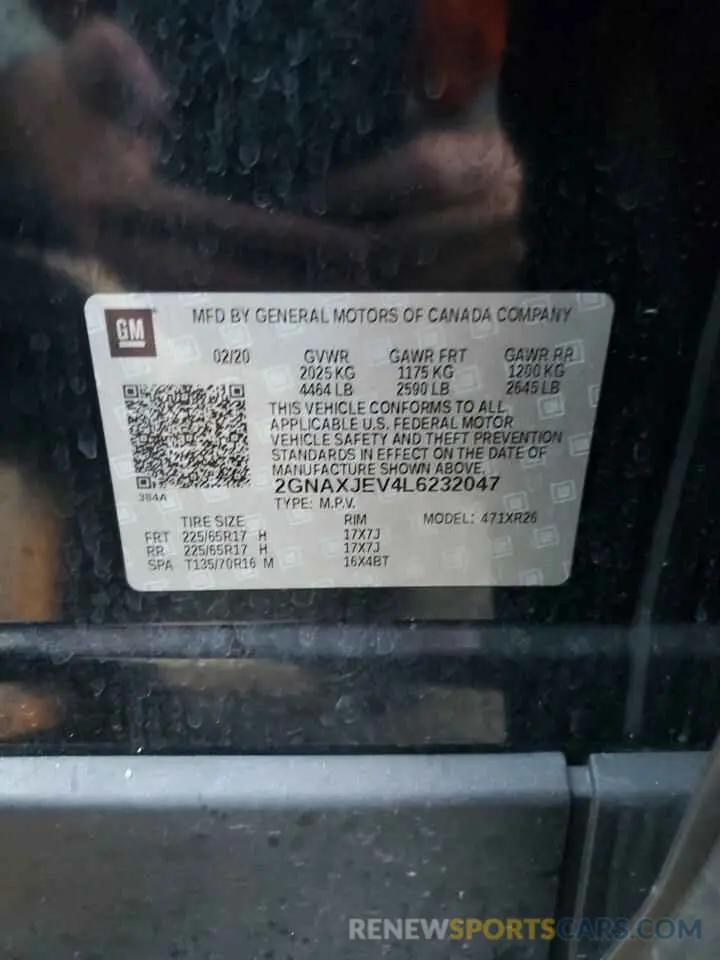 GM
MFD BY GENERAL MOTORS OF CANADA COMPANY
02/20 GVWR GAWR FRT GAWR RR
2025 KG 1175 KG 1200 KG
4464 LB 2590 LB 2645 LB
THIS VEHICLE CONFORMS TO ALL
APPLICABLE U.S. FEDERAL MOTOR
VEHICLE SAFETY AND THEFT PREVENTION
STANDARDS IN EFFECT ON THE DATE OF
MANUFACTURE SHOWN ABOVE.
384A 2GNAXJEV4L6232047
TYPE: M.P.V.
TIRE SIZE RIM MODEL: 471XR26
FRT 225/65R17 H 17X7J
RR 225/65R17 H 17X7J
SPA T135/70R16 M 16X4BT
RENEWSPORTSCARS.COM